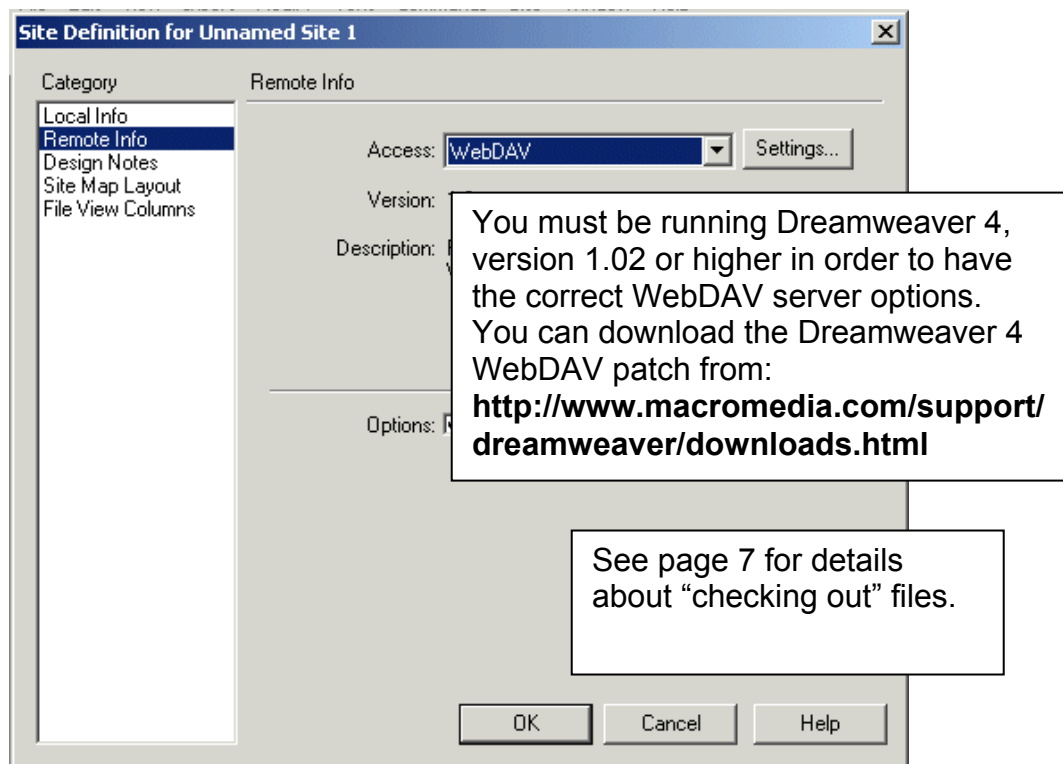 Site Definition for Unnamed Site 1
Category
Remote Info
Local Info
Remote Info
Design Notes
Site Map Layout
File View Columns
Access: WebDAV Settings...
Version:
Description:
Options:
You must be running Dreamweaver 4,
version 1.02 or higher in order to have
the correct WebDAV server options.
You can download the Dreamweaver 4
WebDAV patch from:
http://www.macromedia.com/support/
dreamweaver/downloads.html
See page 7 for details
about “checking out” files.
OK Cancel Help